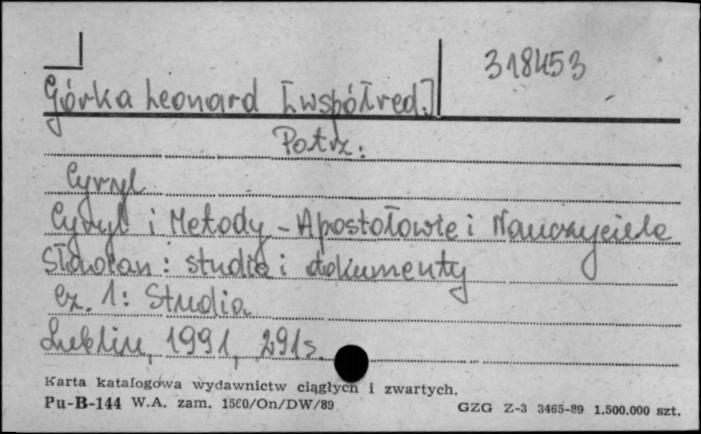 318453
Górka Leonard [współred.]
Patrz:
Cyryl
Cyryl i Metody - Apostołowie i Nauczyciele
Słowian: studia i dokumenty
cz. 1: Studia
Lublin, 1991, 291 s.
Karta katalogowa wydawnictw ciągłych i zwartych.
Pu-B-144 W.A. zam. 1560/On/DW/89 GZG Z-3 3465-89 1.500.000 szt.